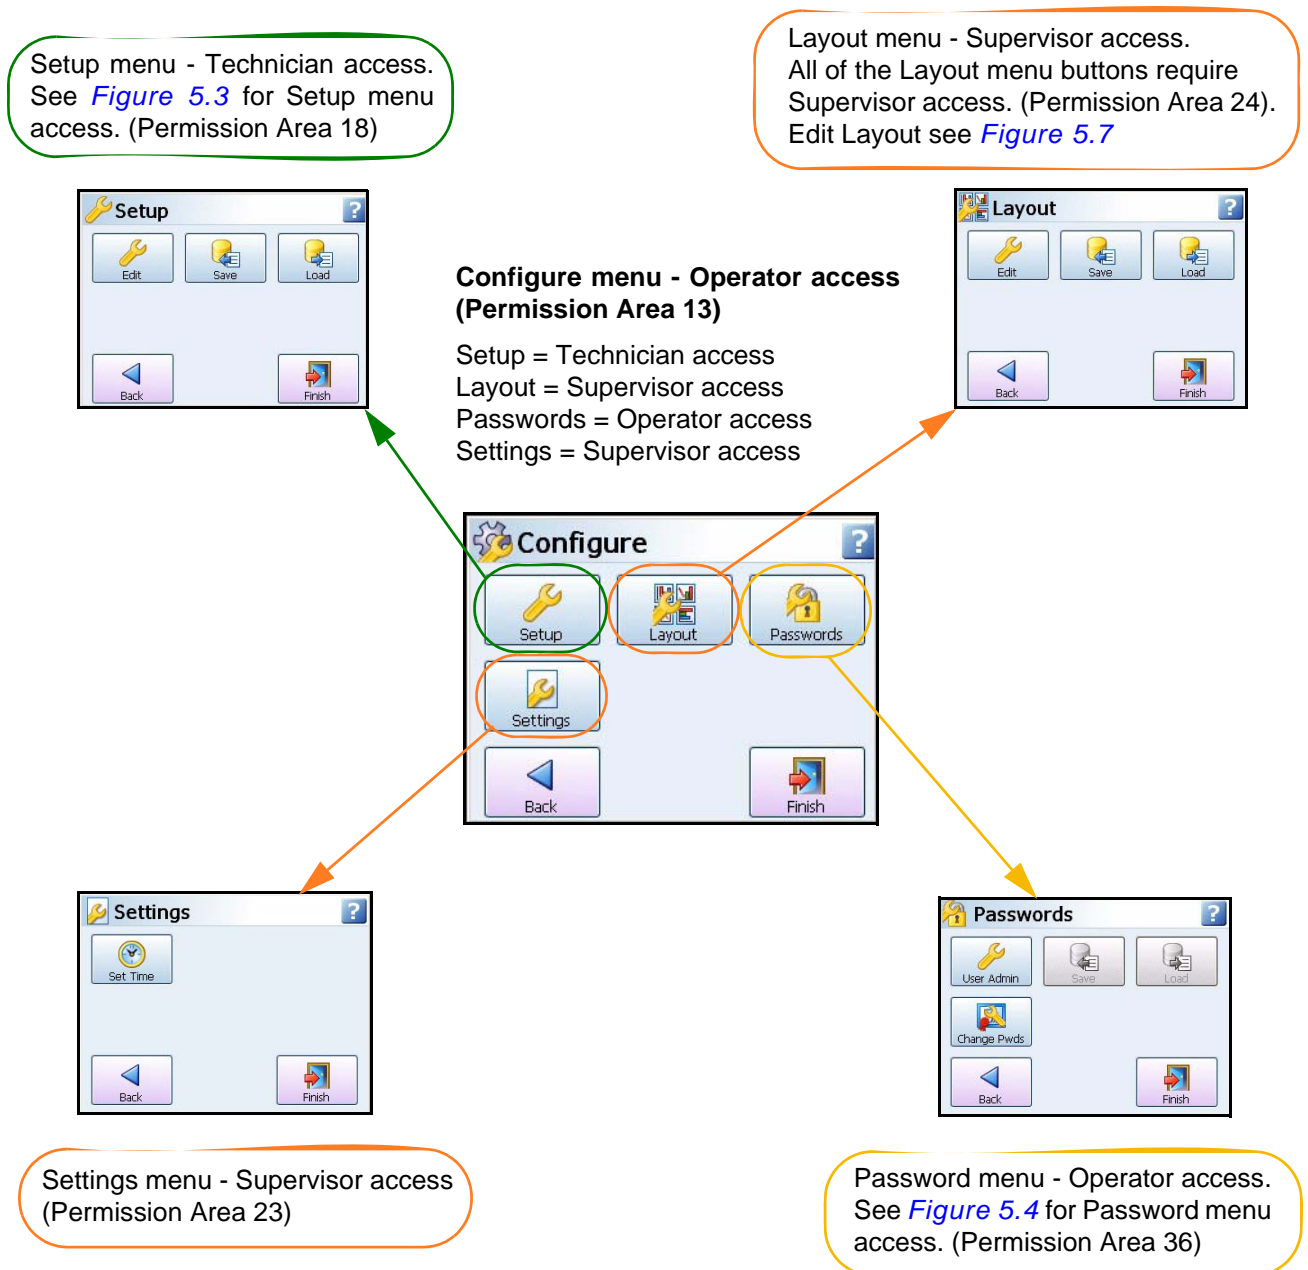 Setup menu - Technician access.
See Figure 5.3 for Setup menu
access. (Permission Area 18)
Layout menu - Supervisor access.
All of the Layout menu buttons require
Supervisor access. (Permission Area 24).
Edit Layout see Figure 5.7
Setup ?
Edit Save Load
Back Finish
Layout ?
Edit Save Load
Back Finish
Configure menu - Operator access
(Permission Area 13)
Setup = Technician access
Layout = Supervisor access
Passwords = Operator access
Settings = Supervisor access
Configure ?
Setup Layout Passwords
Settings
Back Finish
Settings ?
Set Time
Back Finish
Passwords ?
User Admin Save Load
Change Pwds
Back Finish
Settings menu - Supervisor access
(Permission Area 23)
Password menu - Operator access.
See Figure 5.4 for Password menu
access. (Permission Area 36)